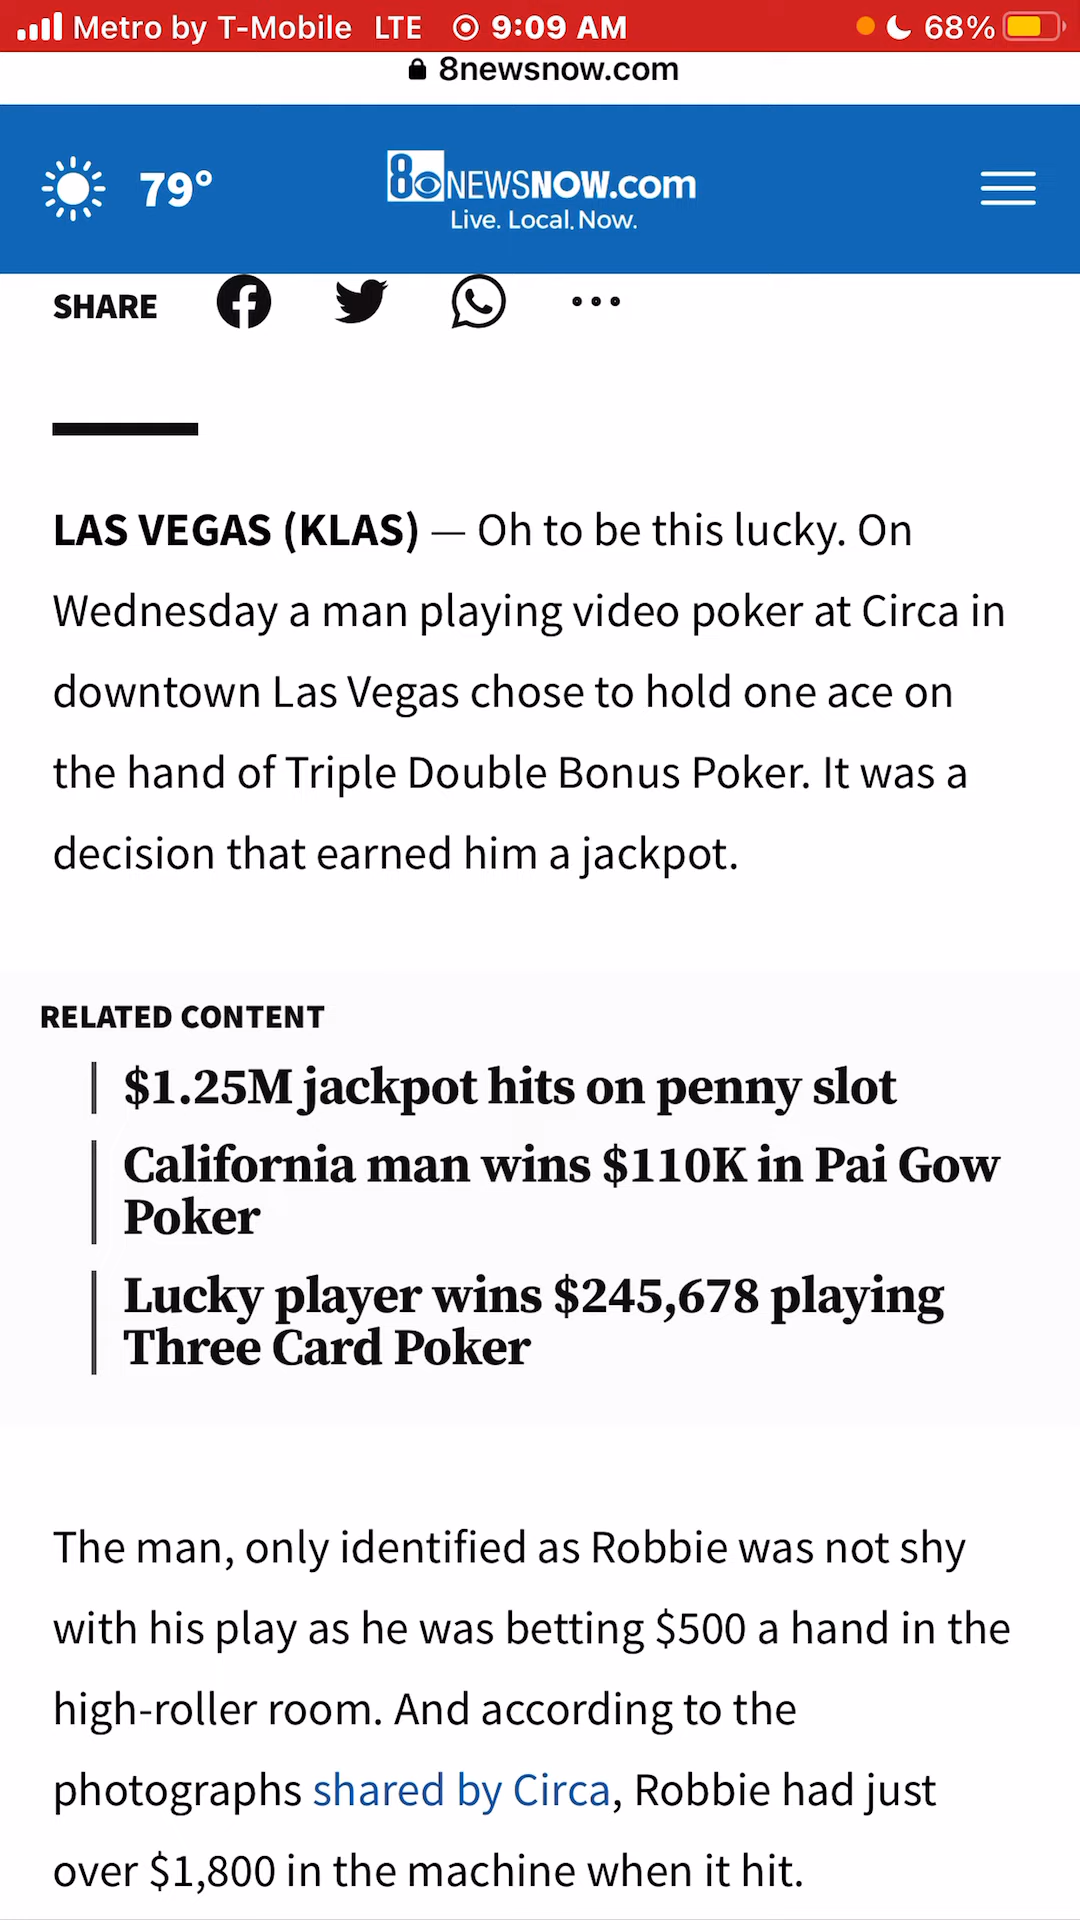 Metro by T-Mobile LTE 9:09 AM 68%
8newsnow.com
79°
8NEWSNOW.com
Live. Local. Now.
SHARE
LAS VEGAS (KLAS) — Oh to be this lucky. On
Wednesday a man playing video poker at Circa in
downtown Las Vegas chose to hold one ace on
the hand of Triple Double Bonus Poker. It was a
decision that earned him a jackpot.
RELATED CONTENT
$1.25M jackpot hits on penny slot
California man wins $110K in Pai Gow
Poker
Lucky player wins $245,678 playing
Three Card Poker
The man, only identified as Robbie was not shy
with his play as he was betting $500 a hand in the
high-roller room. And according to the
photographs shared by Circa, Robbie had just
over $1,800 in the machine when it hit.